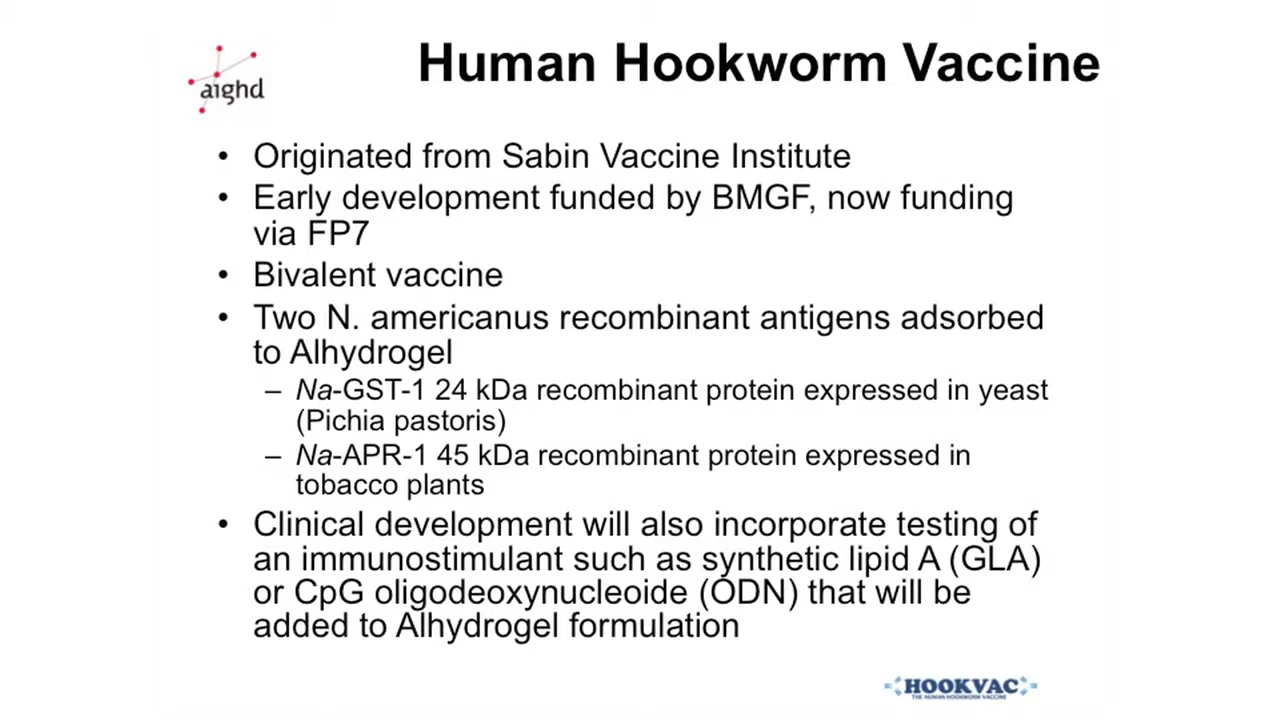 aighd
Human Hookworm Vaccine
• Originated from Sabin Vaccine Institute
• Early development funded by BMGF, now funding
via FP7
• Bivalent vaccine
• Two N. americanus recombinant antigens adsorbed
to Alhydrogel
– Na-GST-1 24 kDa recombinant protein expressed in yeast
(Pichia pastoris)
– Na-APR-1 45 kDa recombinant protein expressed in
tobacco plants
• Clinical development will also incorporate testing of
an immunostimulant such as synthetic lipid A (GLA)
or CpG oligodeoxynucleoide (ODN) that will be
added to Alhydrogel formulation
HOOKVAC
THE HUMAN HOOKWORM VACCINE